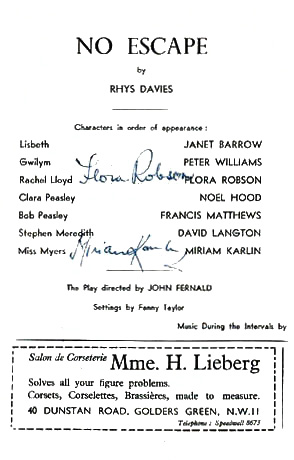 NO ESCAPE
by
RHYS DAVIES
Characters in order of appearance :
Lisbeth JANET BARROW
Gwilym PETER WILLIAMS
Rachel Lloyd Flora Robson FLORA ROBSON
Clara Peasley NOEL HOOD
Bob Peasley FRANCIS MATTHEWS
Stephen Meredith DAVID LANGTON
Miss Myers Miriam Karlin MIRIAM KARLIN
The Play directed by JOHN FERNALD
Settings by Fanny Taylor
Music During the Intervals by
Salon de Corseterie Mme. H. Lieberg
Solves all your figure problems.
Corsets, Corselettes, Brassières, made to measure.
40 DUNSTAN ROAD, GOLDERS GREEN, N.W.11
Telephone : Speedwell 8673